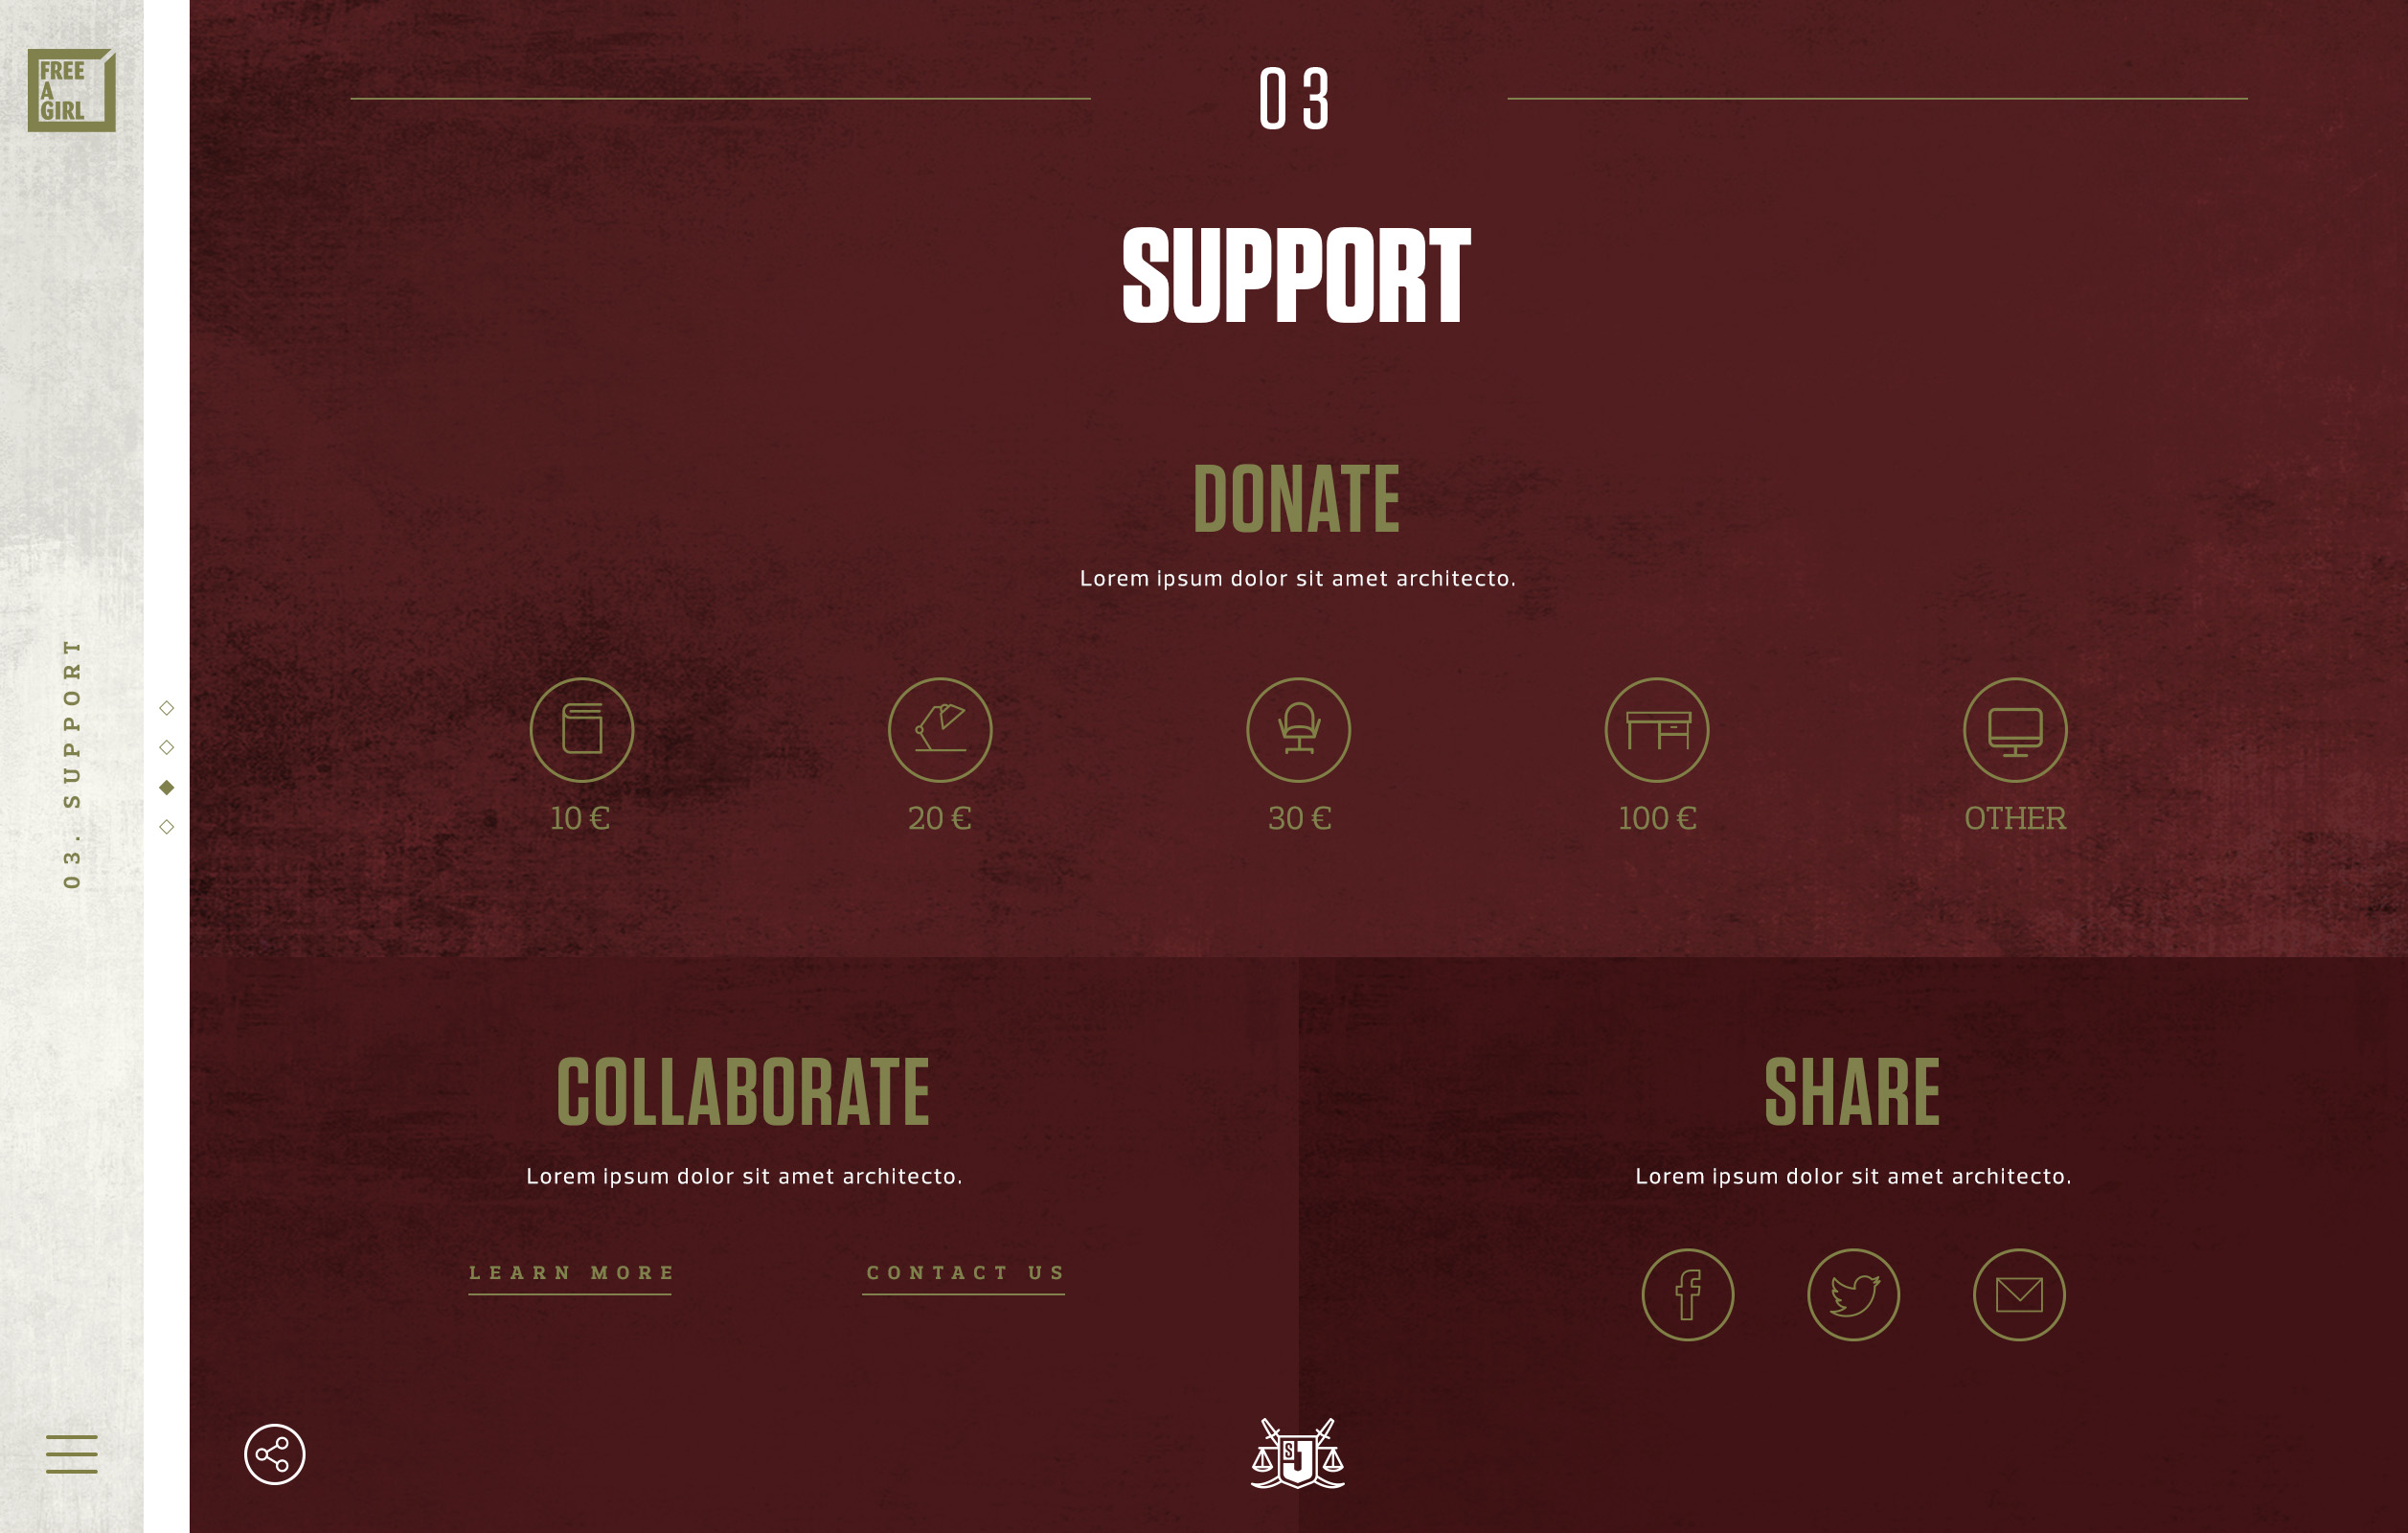 FREE
A
GIRL
03. SUPPORT
03
SUPPORT
DONATE
Lorem ipsum dolor sit amet architecto.
10 €
20 €
30 €
100 €
OTHER
COLLABORATE
Lorem ipsum dolor sit amet architecto.
LEARN MORE
CONTACT US
SHARE
Lorem ipsum dolor sit amet architecto.
SJ